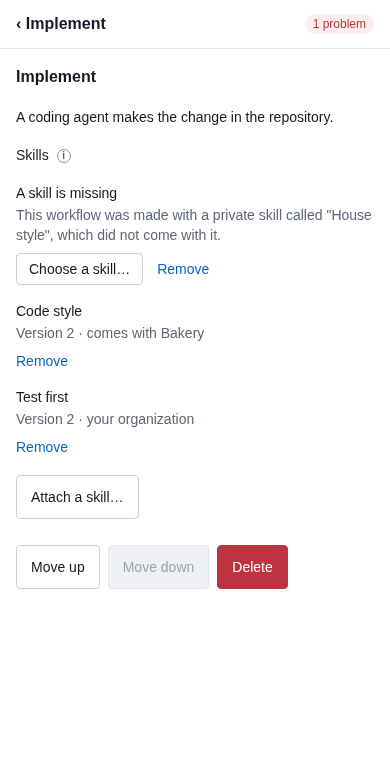 ‹ Implement
1 problem
Implement
A coding agent makes the change in the repository.
Skills ⓘ
A skill is missing
This workflow was made with a private skill called "House
style", which did not come with it.
Choose a skill…
Remove
Code style
Version 2 · comes with Bakery
Remove
Test first
Version 2 · your organization
Remove
Attach a skill…
Move up
Move down
Delete